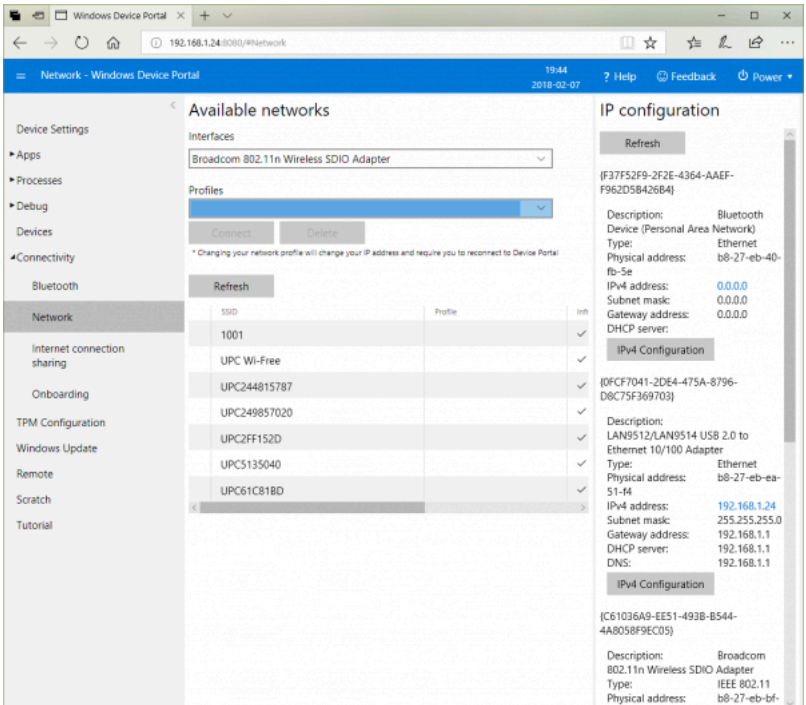 Windows Device Portal
192.168.1.24:8080/#Network
Network - Windows Device Portal
19:44
2018-02-07
? Help
Feedback
Power
Device Settings
Apps
Processes
Debug
Devices
Connectivity
Bluetooth
Network
Internet connection
sharing
Onboarding
TPM Configuration
Windows Update
Remote
Scratch
Tutorial
Available networks
Interfaces
Broadcom 802.11n Wireless SDIO Adapter
Profiles
Connect
Delete
* Changing your network profile will change your IP address and require you to reconnect to Device Portal
Refresh
SSID Profile Infr
1001
UPC Wi-Free
UPC244815787
UPC249857020
UPC2FF152D
UPC5135040
UPC61C81BD
IP configuration
Refresh
{F37F52F9-2F2E-4364-AAEF-
F962D5B426B4}
Description: Bluetooth
Device (Personal Area Network)
Type: Ethernet
Physical address: b8-27-eb-40-
fb-5e
IPv4 address: 0.0.0.0
Subnet mask: 0.0.0.0
Gateway address: 0.0.0.0
DHCP server:
IPv4 Configuration
{0FCF7041-2DE4-475A-8796-
D8C75F369703}
Description:
LAN9512/LAN9514 USB 2.0 to
Ethernet 10/100 Adapter
Type: Ethernet
Physical address: b8-27-eb-ea-
51-f4
IPv4 address: 192.168.1.24
Subnet mask: 255.255.255.0
Gateway address: 192.168.1.1
DHCP server: 192.168.1.1
DNS: 192.168.1.1
IPv4 Configuration
{C61036A9-EE51-493B-B544-
4A8058F9EC05}
Description: Broadcom
802.11n Wireless SDIO Adapter
Type: IEEE 802.11
Physical address: b8-27-eb-bf-